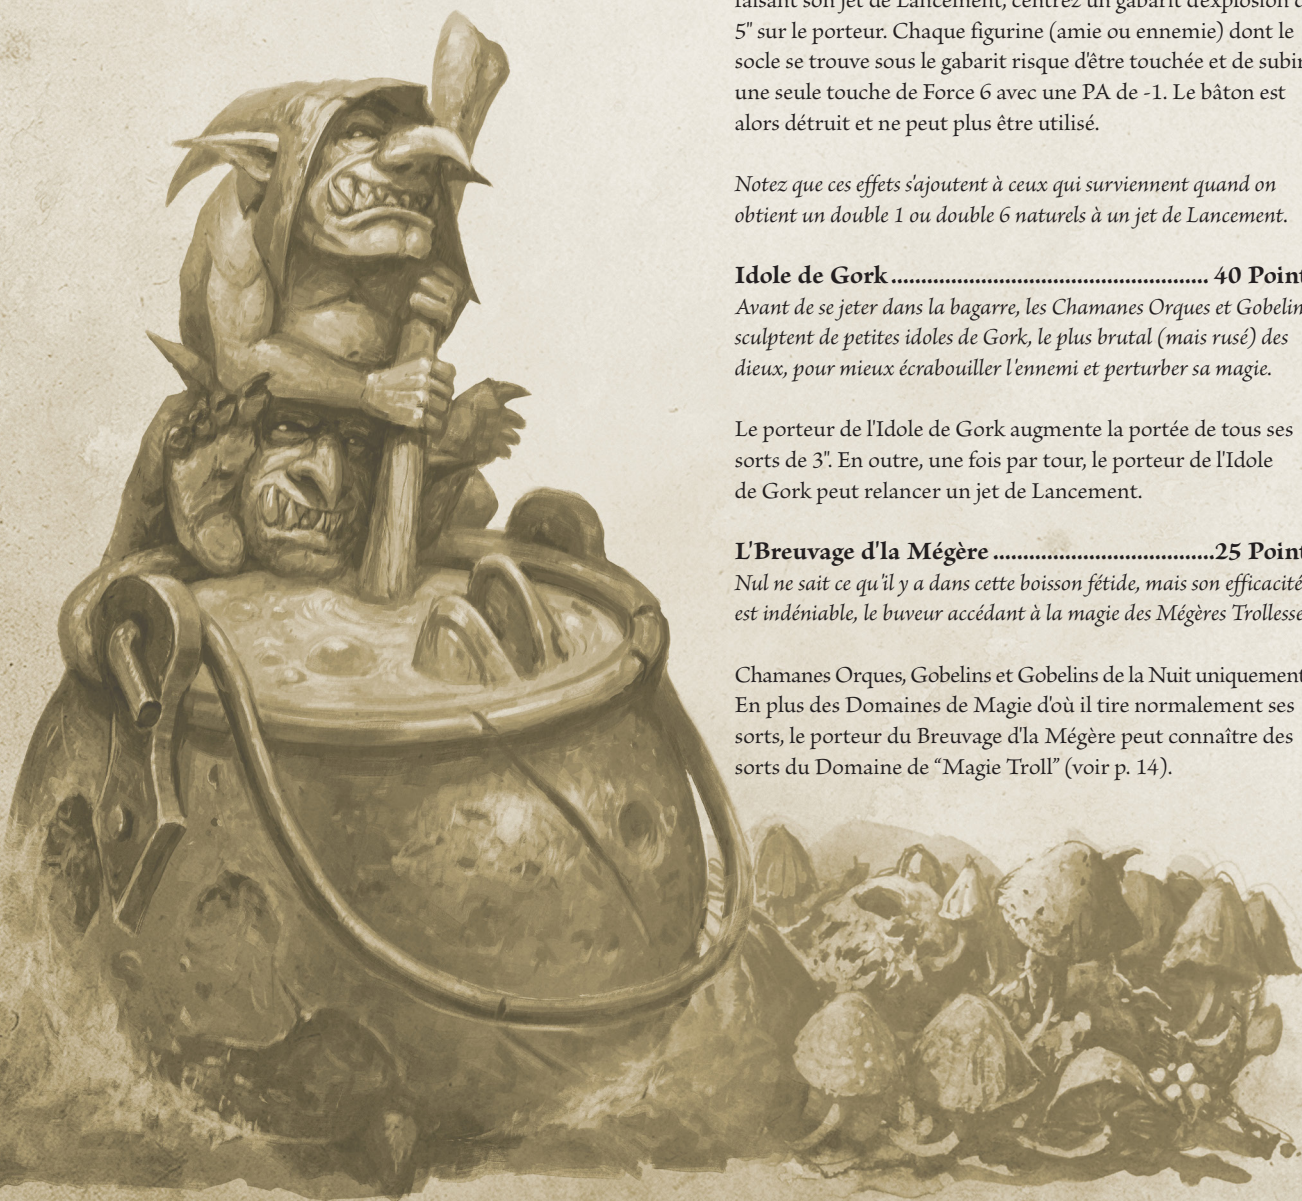 faisant son jet de Lancement, centrez un gabarit d'explosion d
5" sur le porteur. Chaque figurine (amie ou ennemie) dont le
socle se trouve sous le gabarit risque d'être touchée et de subir
une seule touche de Force 6 avec une PA de -1. Le bâton est
alors détruit et ne peut plus être utilisé.
Notez que ces effets s'ajoutent à ceux qui surviennent quand on
obtient un double 1 ou double 6 naturels à un jet de Lancement.
Idole de Gork.......................................... 40 Point
Avant de se jeter dans la bagarre, les Chamanes Orques et Gobelin
sculptent de petites idoles de Gork, le plus brutal (mais rusé) des
dieux, pour mieux écrabouiller l'ennemi et perturber sa magie.
Le porteur de l'Idole de Gork augmente la portée de tous ses
sorts de 3". En outre, une fois par tour, le porteur de l'Idole
de Gork peut relancer un jet de Lancement.
L'Breuvage d'la Mégère.....................................25 Point
Nul ne sait ce qu'il y a dans cette boisson fétide, mais son efficacité
est indéniable, le buveur accédant à la magie des Mégères Trollesse
Chamanes Orques, Gobelins et Gobelins de la Nuit uniquement
En plus des Domaines de Magie d'où il tire normalement ses
sorts, le porteur du Breuvage d'la Mégère peut connaître des
sorts du Domaine de “Magie Troll” (voir p. 14).